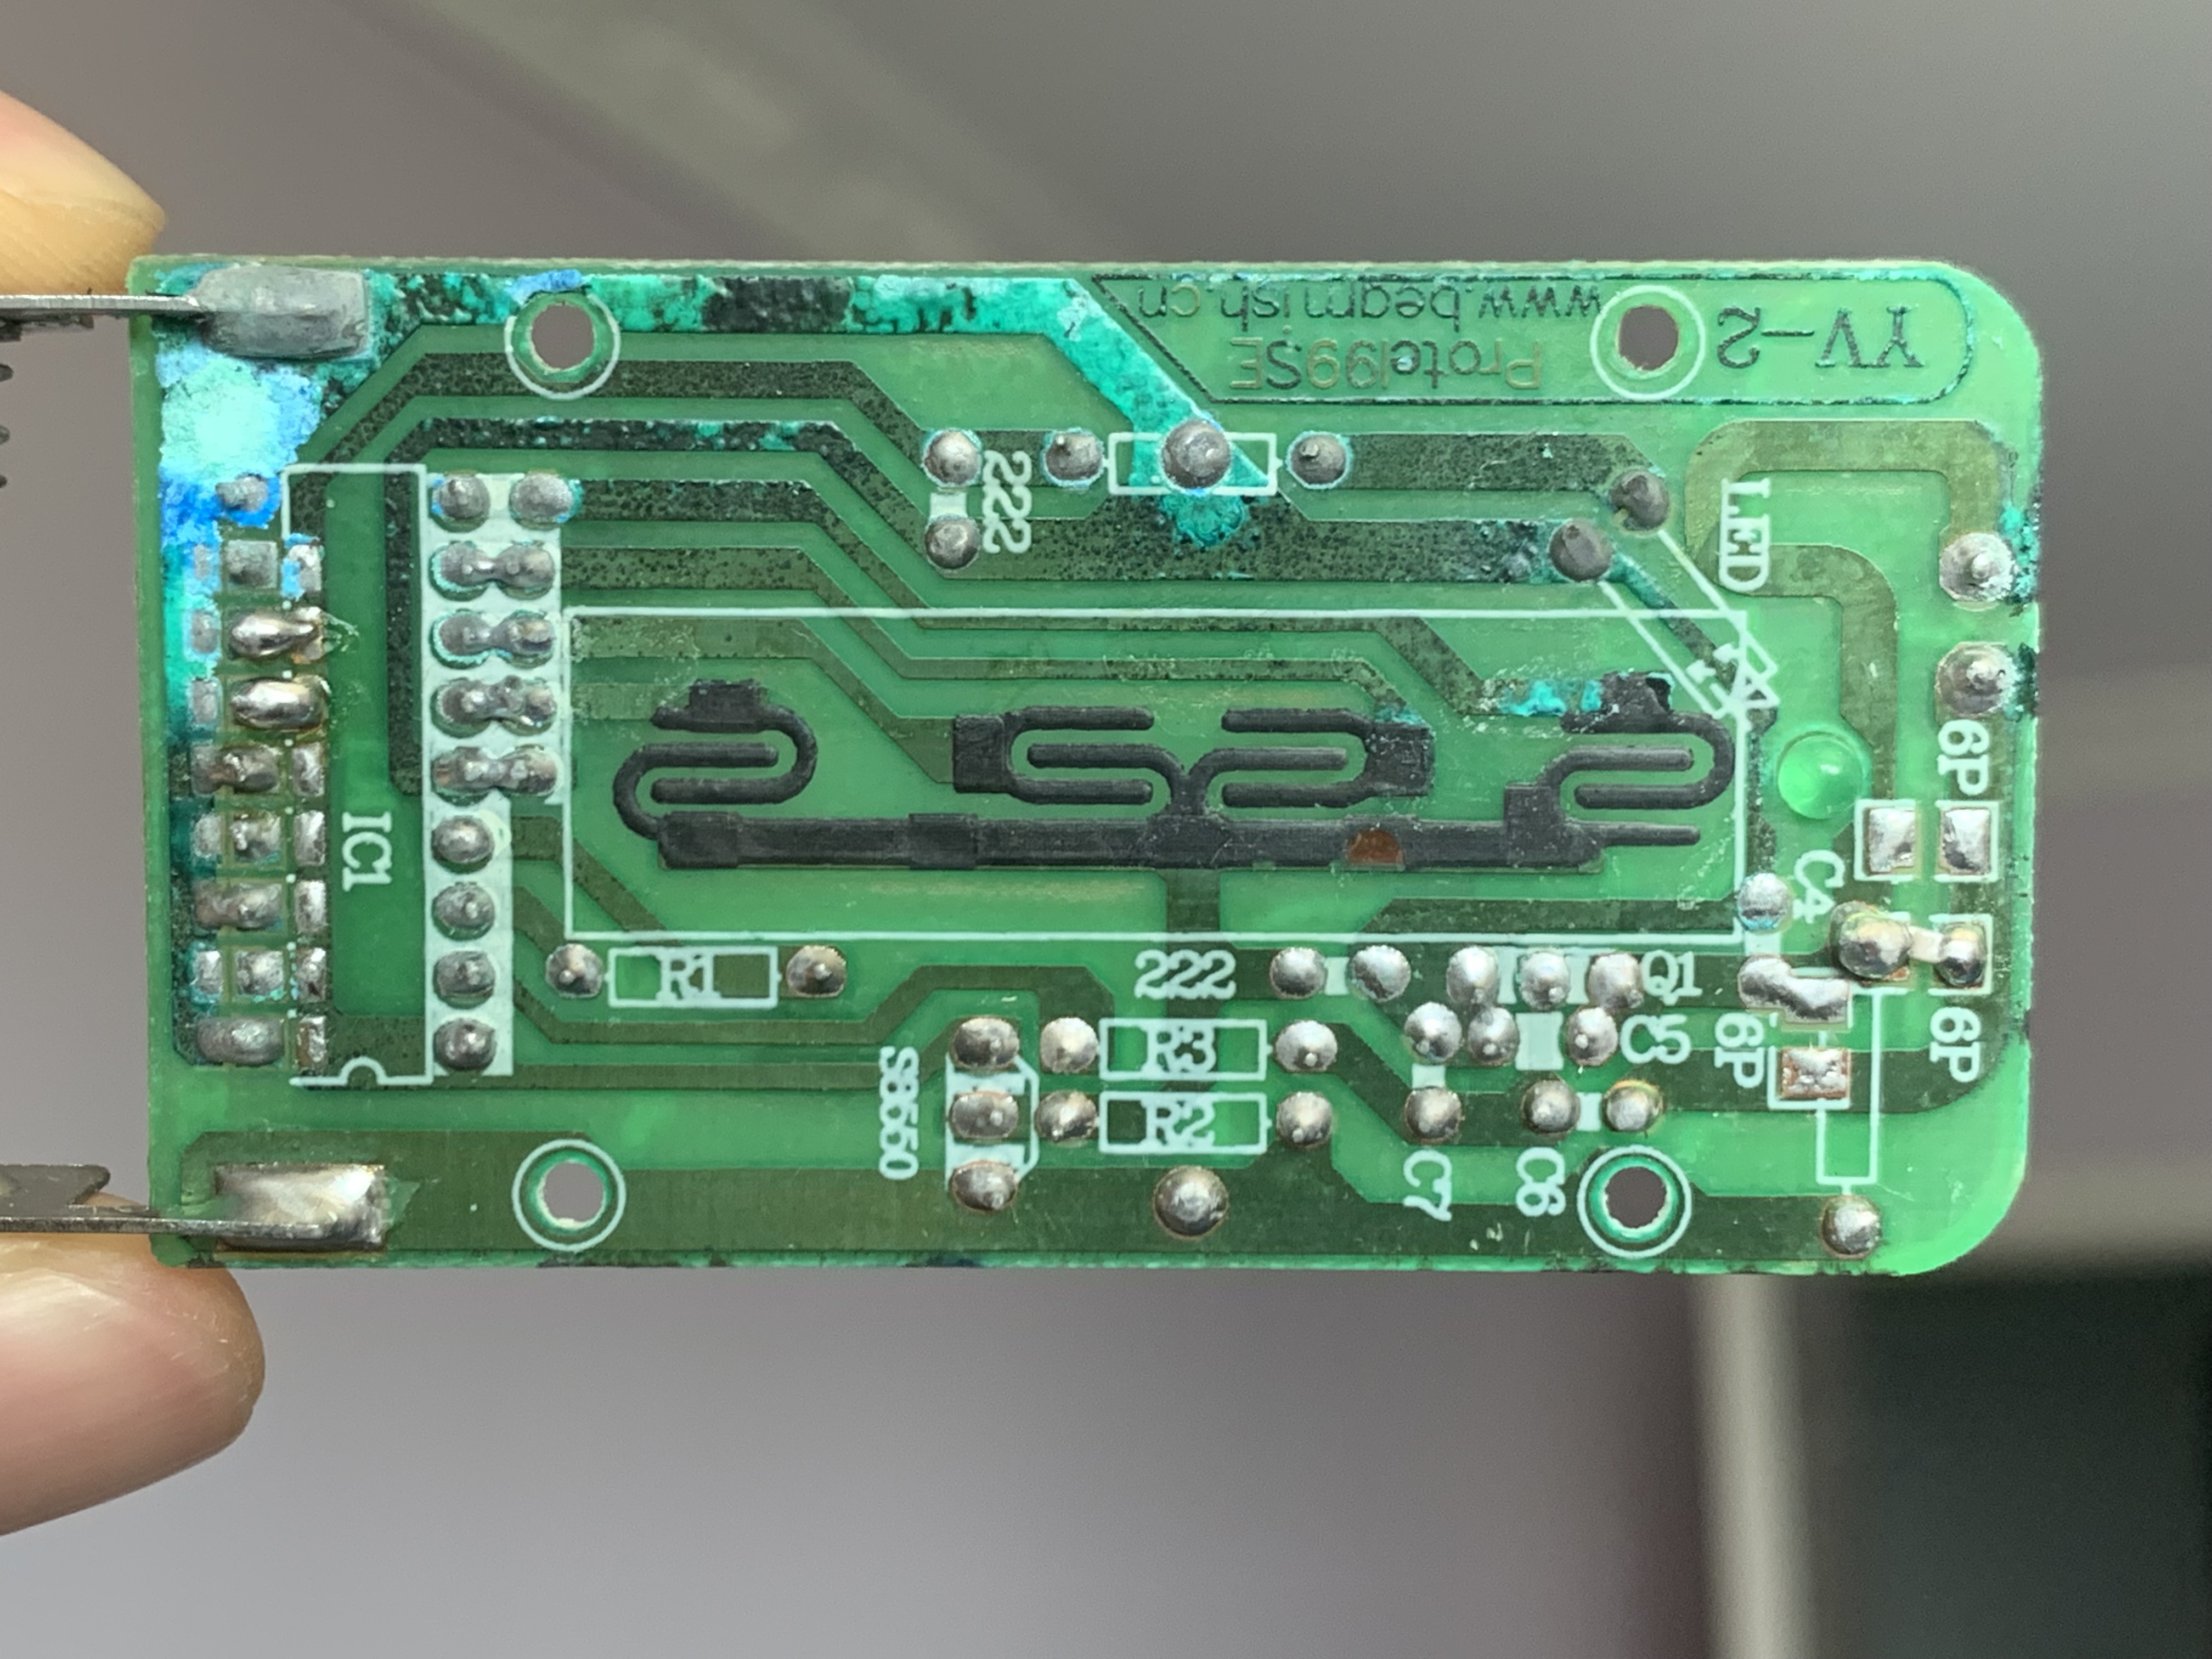 www.beamish.cn
Protel99SE
YV-2
222
LED
6P
IC1
C4
R1
222
Q1
S8550
R3
C5
6P
6P
R2
C7
C6